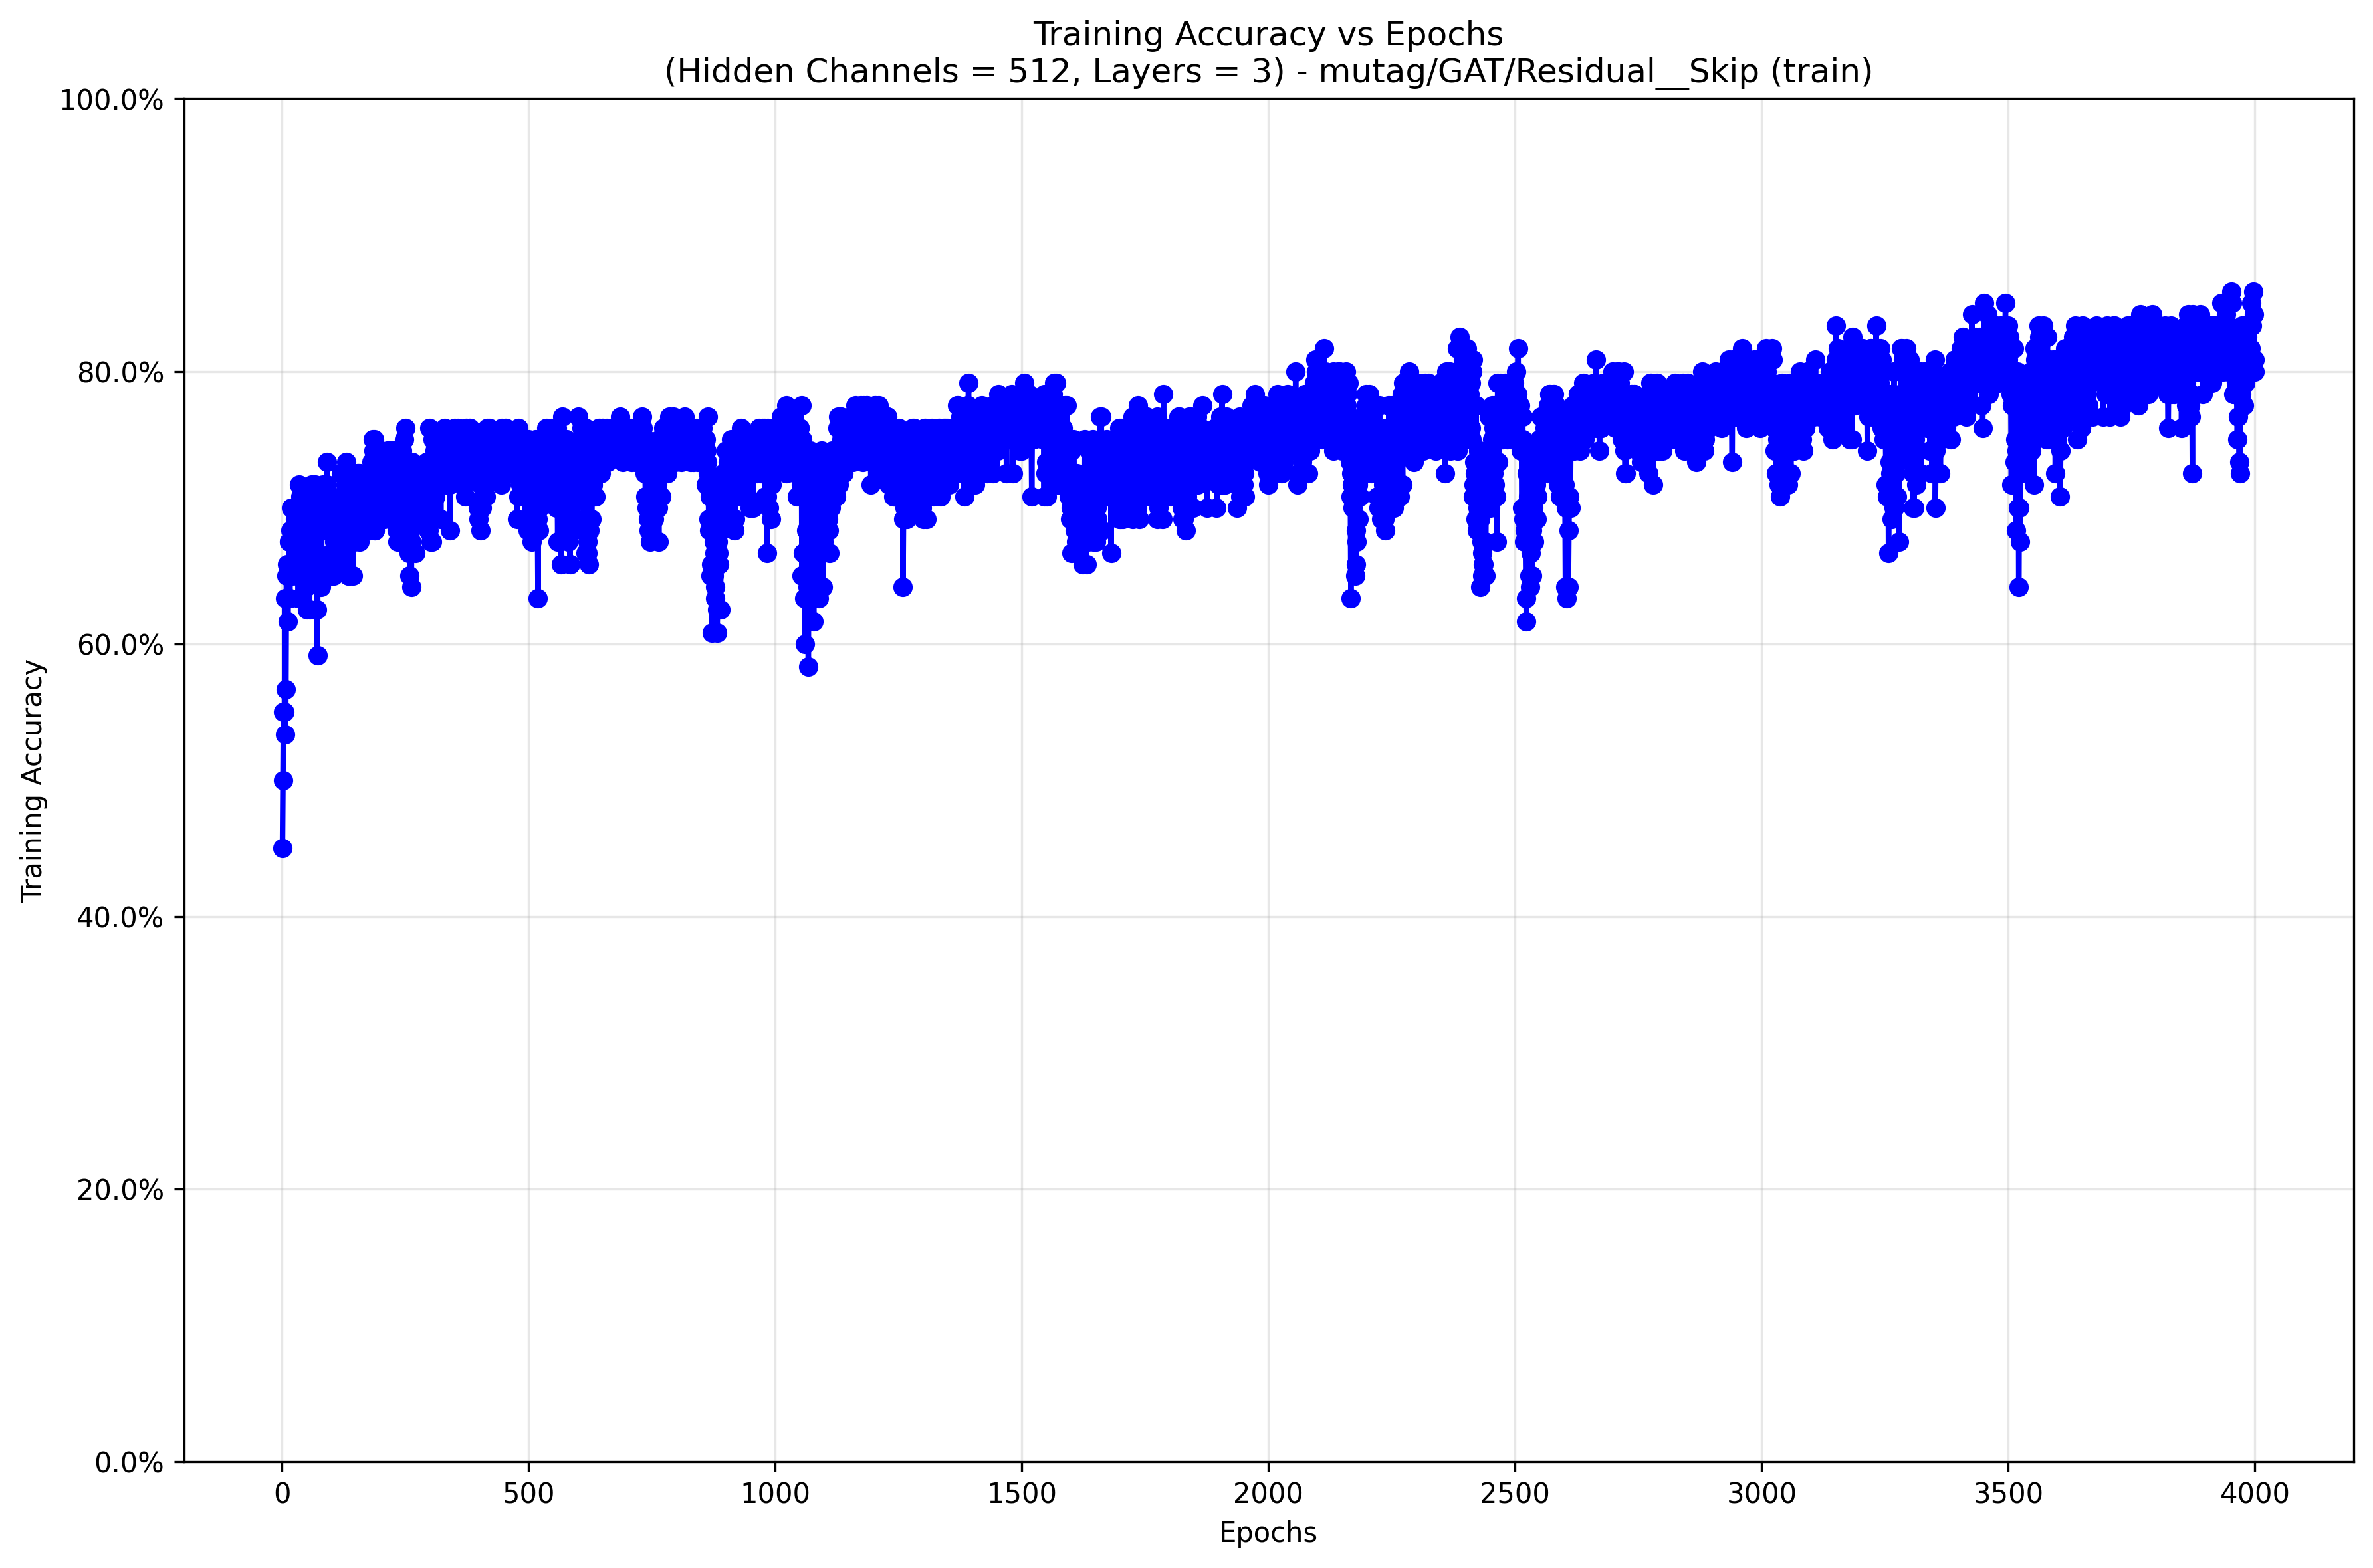 Training Accuracy vs Epochs
(Hidden Channels = 512, Layers = 3) - mutag/GAT/Residual__Skip (train)
100.0%
80.0%
60.0%
40.0%
20.0%
0.0%
Training Accuracy
0 500 1000 1500 2000 2500 3000 3500 4000
Epochs